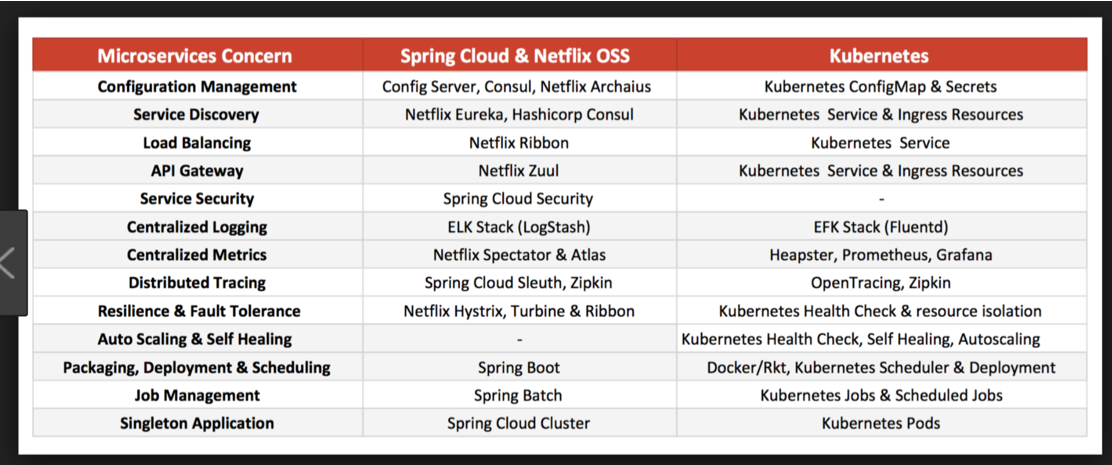 Microservices Concern Spring Cloud & Netflix OSS Kubernetes
Configuration Management Config Server, Consul, Netflix Archaius Kubernetes ConfigMap & Secrets
Service Discovery Netflix Eureka, Hashicorp Consul Kubernetes Service & Ingress Resources
Load Balancing Netflix Ribbon Kubernetes Service
API Gateway Netflix Zuul Kubernetes Service & Ingress Resources
Service Security Spring Cloud Security -
Centralized Logging ELK Stack (LogStash) EFK Stack (Fluentd)
Centralized Metrics Netflix Spectator & Atlas Heapster, Prometheus, Grafana
Distributed Tracing Spring Cloud Sleuth, Zipkin OpenTracing, Zipkin
Resilience & Fault Tolerance Netflix Hystrix, Turbine & Ribbon Kubernetes Health Check & resource isolation
Auto Scaling & Self Healing - Kubernetes Health Check, Self Healing, Autoscaling
Packaging, Deployment & Scheduling Spring Boot Docker/Rkt, Kubernetes Scheduler & Deployment
Job Management Spring Batch Kubernetes Jobs & Scheduled Jobs
Singleton Application Spring Cloud Cluster Kubernetes Pods